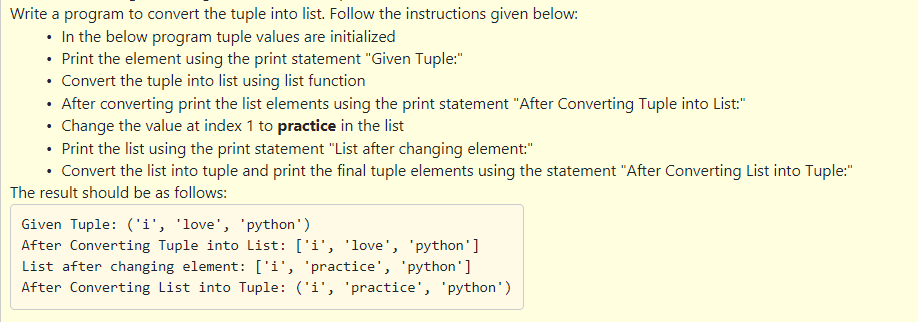 Write a program to convert the tuple into list. Follow the instructions given below:
• In the below program tuple values are initialized
• Print the element using the print statement "Given Tuple:"
• Convert the tuple into list using list function
• After converting print the list elements using the print statement "After Converting Tuple into List:"
• Change the value at index 1 to practice in the list
• Print the list using the print statement "List after changing element:"
• Convert the list into tuple and print the final tuple elements using the statement "After Converting List into Tuple:"
The result should be as follows:
Given Tuple: ('i', 'love', 'python')
After Converting Tuple into List: ['i', 'love', 'python']
List after changing element: ['i', 'practice', 'python']
After Converting List into Tuple: ('i', 'practice', 'python')